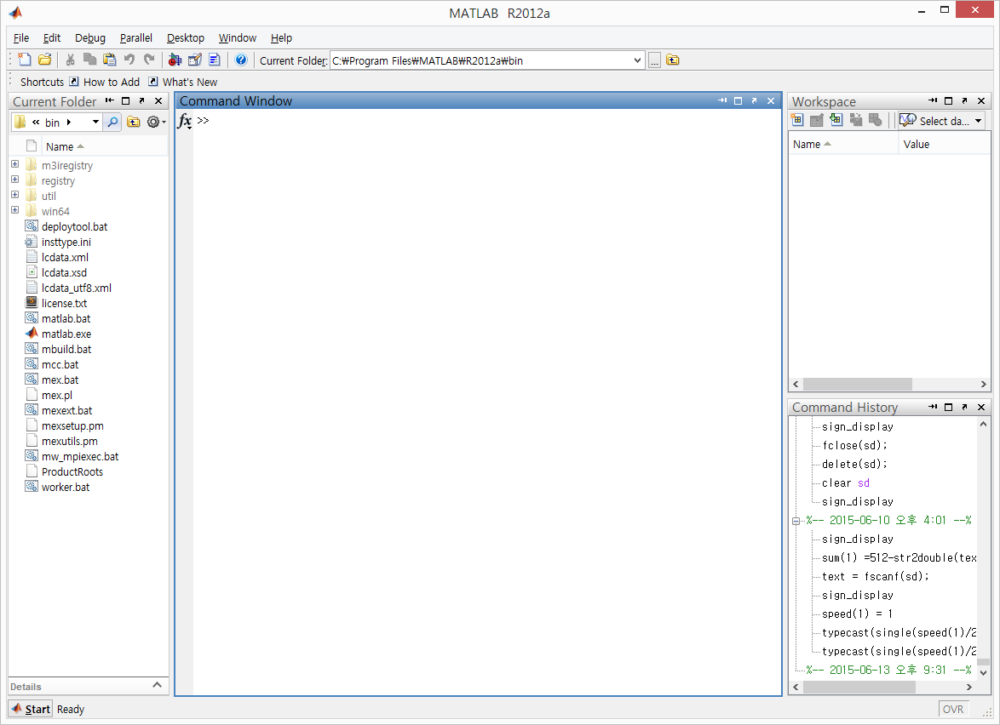 MATLAB R2012a
File Edit Debug Parallel Desktop Window Help
Current Folder: C:₩Program Files₩MATLAB₩R2012a₩bin ...
Shortcuts How to Add What's New
Current Folder
« bin
Name
m3iregistry
registry
util
win64
deploytool.bat
insttype.ini
lcdata.xml
lcdata.xsd
lcdata_utf8.xml
license.txt
matlab.bat
matlab.exe
mbuild.bat
mcc.bat
mex.bat
mex.pl
mexext.bat
mexsetup.pm
mexutils.pm
mw_mpiexec.bat
ProductRoots
worker.bat
Details
Command Window
fx >>
Workspace
Select da...
Name Value
Command History
sign_display
fclose(sd);
delete(sd);
clear sd
sign_display
%-- 2015-06-10 오후 4:01 --%
sign_display
sum(1) =512-str2double(tex
text = fscanf(sd);
sign_display
speed(1) = 1
typecast(single(speed(1)/2
typecast(single(speed(1)/2
%-- 2015-06-13 오후 9:31 --%
Start Ready
OVR